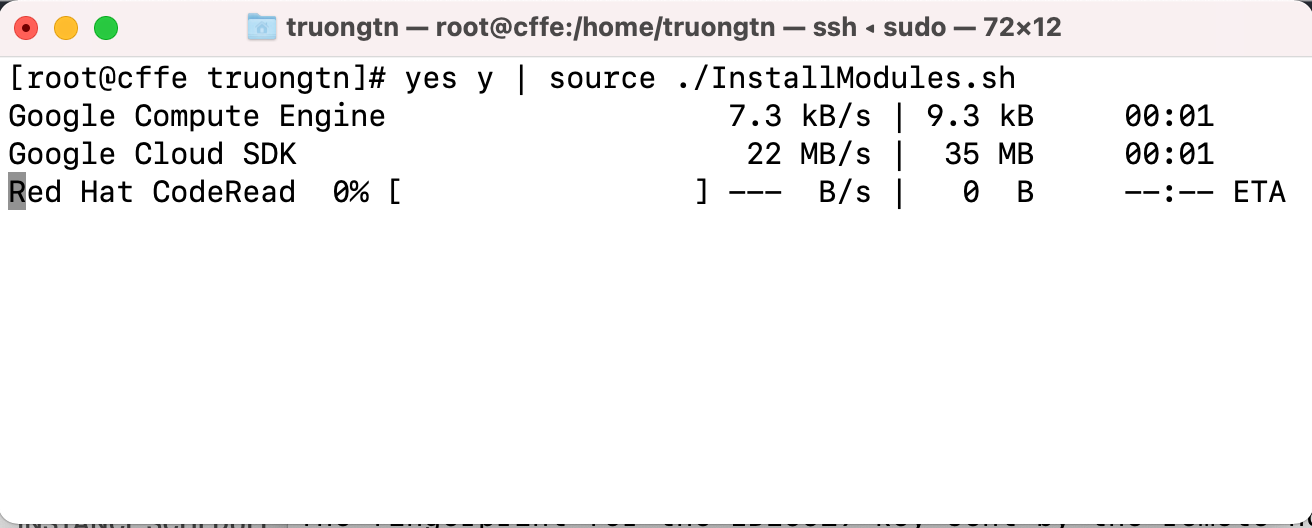 truongtn — root@cffe:/home/truongtn — ssh ◂ sudo — 72×12
[root@cffe truongtn]# yes y | source ./InstallModules.sh
Google Compute Engine 7.3 kB/s | 9.3 kB 00:01
Google Cloud SDK 22 MB/s | 35 MB 00:01
Red Hat CodeRead 0% [ ] --- B/s | 0 B --:-- ETA